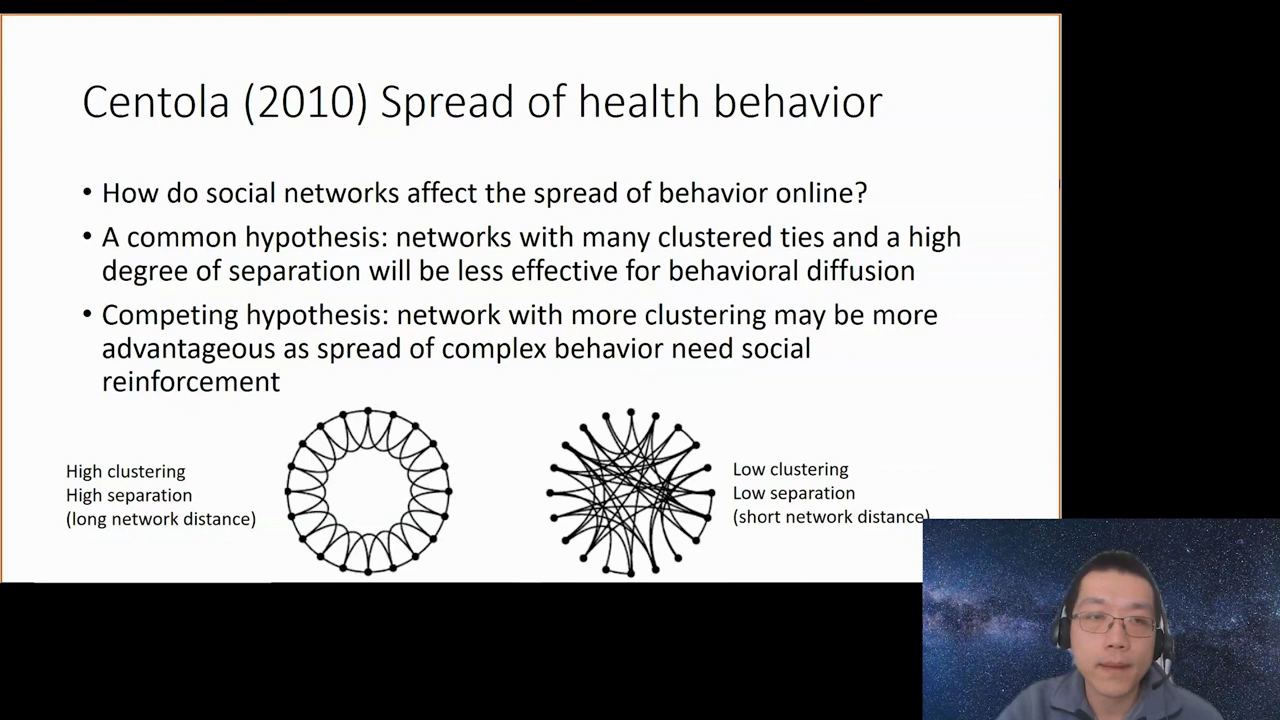 Centola (2010) Spread of health behavior
• How do social networks affect the spread of behavior online?
• A common hypothesis: networks with many clustered ties and a high
degree of separation will be less effective for behavioral diffusion
• Competing hypothesis: network with more clustering may be more
advantageous as spread of complex behavior need social
reinforcement
High clustering
High separation
(long network distance)
Low clustering
Low separation
(short network distance)